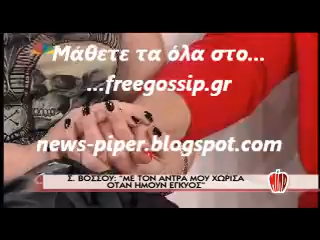 Μάθετε τα όλα στο...
...freegossip.gr
news-piper.blogspot.com
Σ. ΒΟΣΣΟΥ: "ΜΕ ΤΟΝ ΑΝΤΡΑ ΜΟΥ ΧΩΡΙΣΑ
ΟΤΑΝ ΗΜΟΥΝ ΕΓΚΥΟΣ"